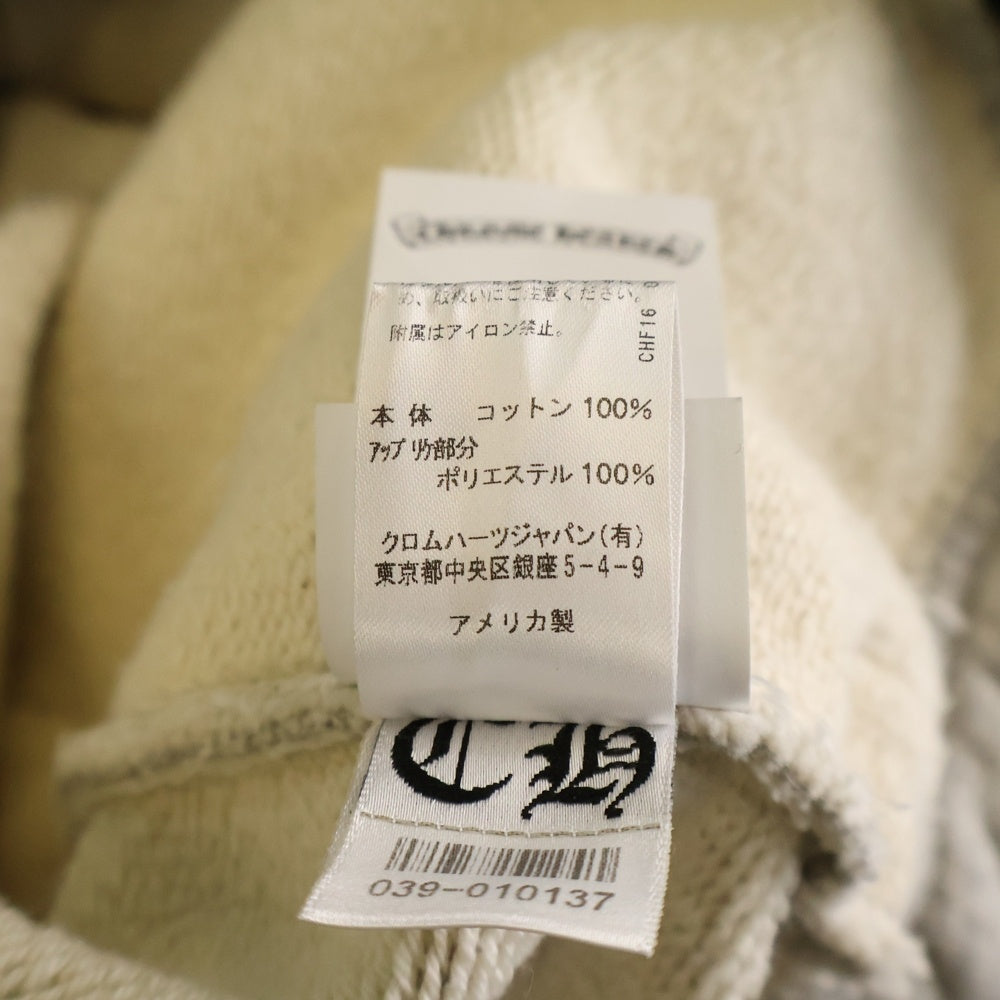 め、取扱いにご注意ください。
附属はアイロン禁止。
CHF16
本体 コットン 100%
アップリケ部分
ポリエステル 100%
クロムハーツジャパン(有)
東京都中央区銀座5-4-9
アメリカ製
CH
039-010137